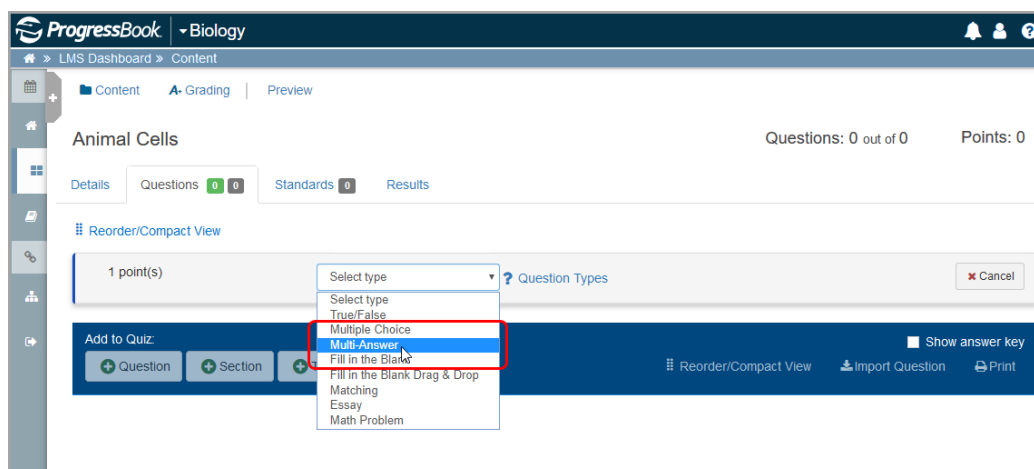 ProgressBook Biology
» LMS Dashboard » Content
Content A+ Grading Preview
Animal Cells Questions: 0 out of 0 Points: 0
Details Questions 0 0 Standards 0 Results
Reorder/Compact View
1 point(s) Select type ? Question Types × Cancel
Select type
True/False
Multiple Choice
Add to Quiz: Multi-Answer Show answer key
Fill in the Blank
Question Section Reorder/Compact View Import Question Print
Fill in the Blank Drag & Drop
Matching
Essay
Math Problem